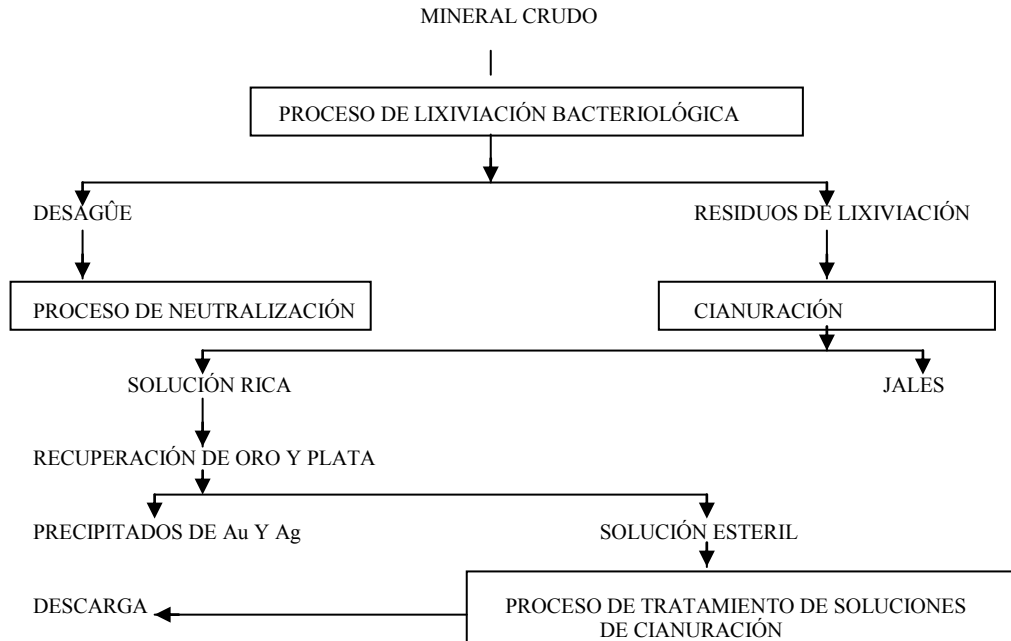 MINERAL CRUDO
PROCESO DE LIXIVIACIÓN BACTERIOLÓGICA
DESAGÛE
RESIDUOS DE LIXIVIACIÓN
PROCESO DE NEUTRALIZACIÓN
CIANURACIÓN
SOLUCIÓN RICA
JALES
RECUPERACIÓN DE ORO Y PLATA
PRECIPITADOS DE Au Y Ag
SOLUCIÓN ESTERIL
DESCARGA
PROCESO DE TRATAMIENTO DE SOLUCIONES
DE CIANURACIÓN